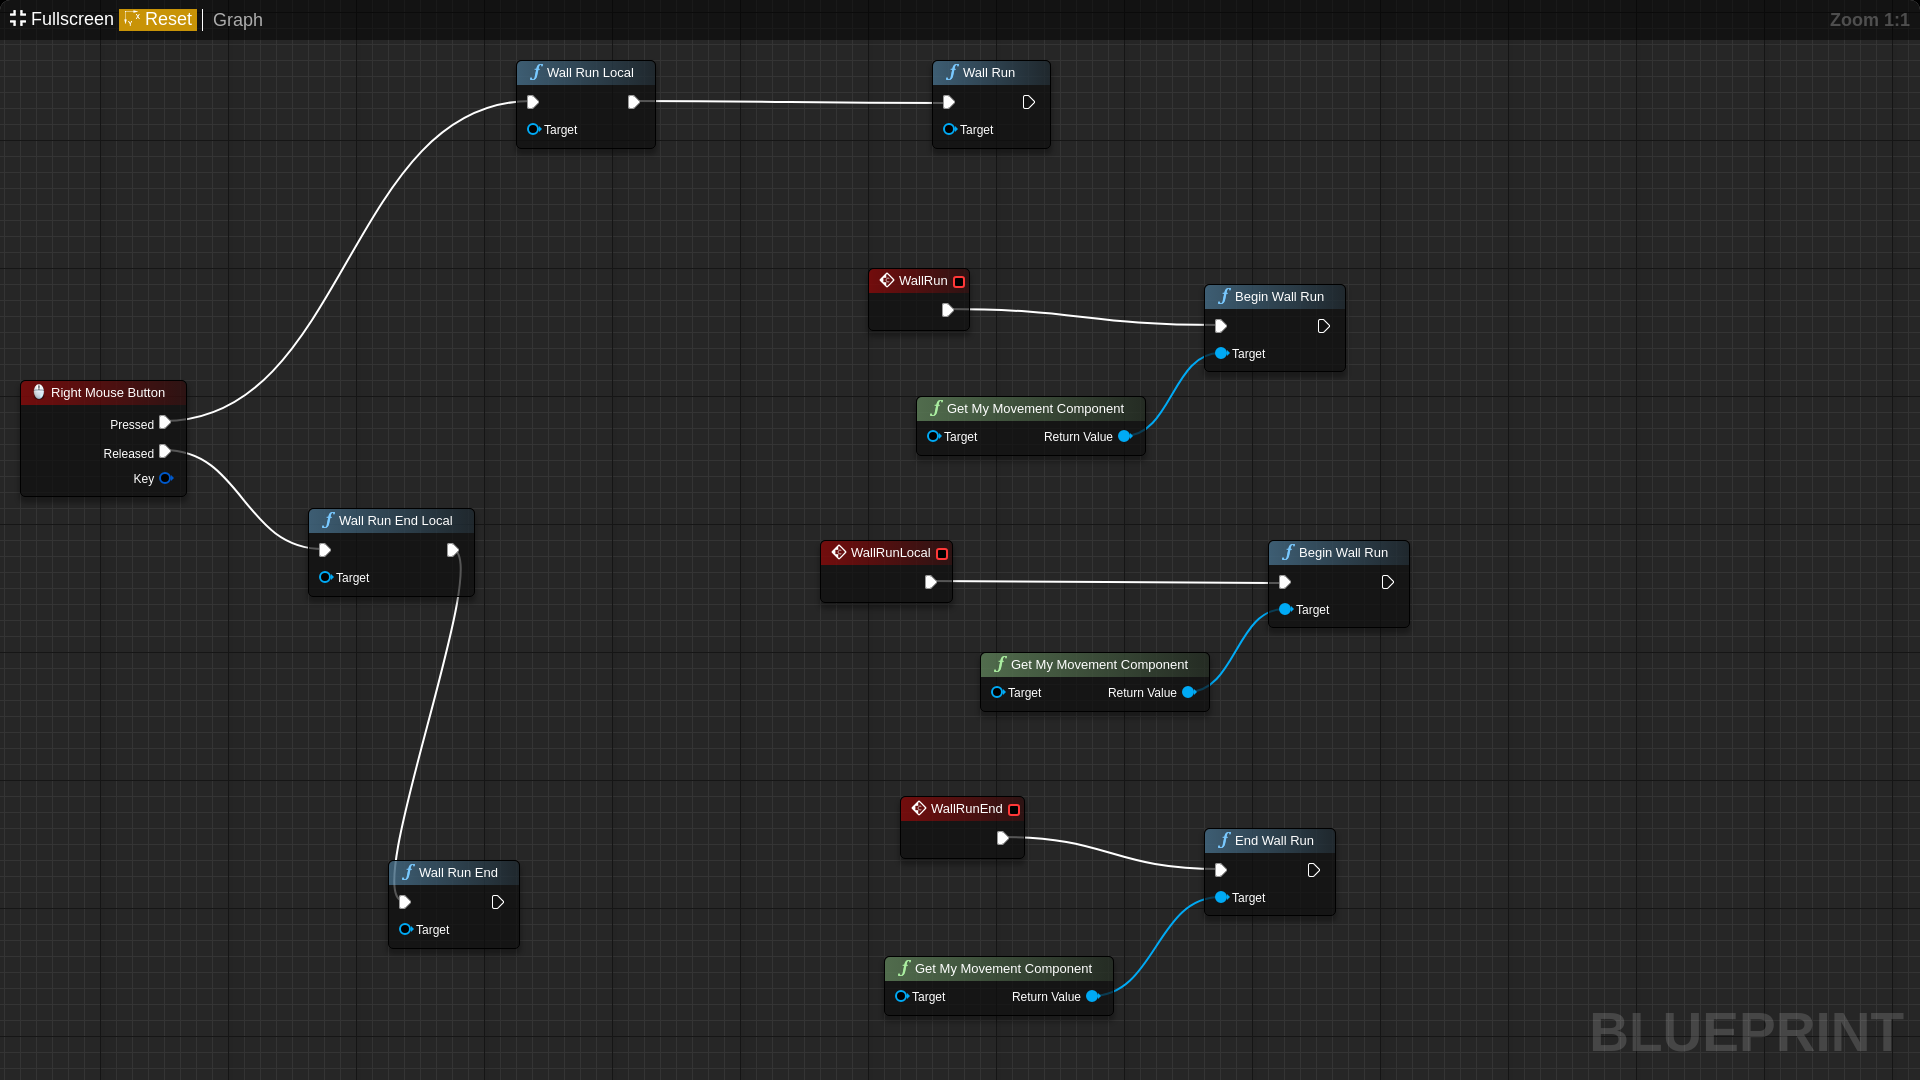 Fullscreen Reset Graph
Zoom 1:1
Wall Run Local
Target
Wall Run
Target
WallRun
Begin Wall Run
Target
Get My Movement Component
Target Return Value
Right Mouse Button
Pressed
Released
Key
Wall Run End Local
Target
WallRunLocal
Begin Wall Run
Target
Get My Movement Component
Target Return Value
WallRunEnd
End Wall Run
Target
Wall Run End
Target
Get My Movement Component
Target Return Value
BLUEPRINT